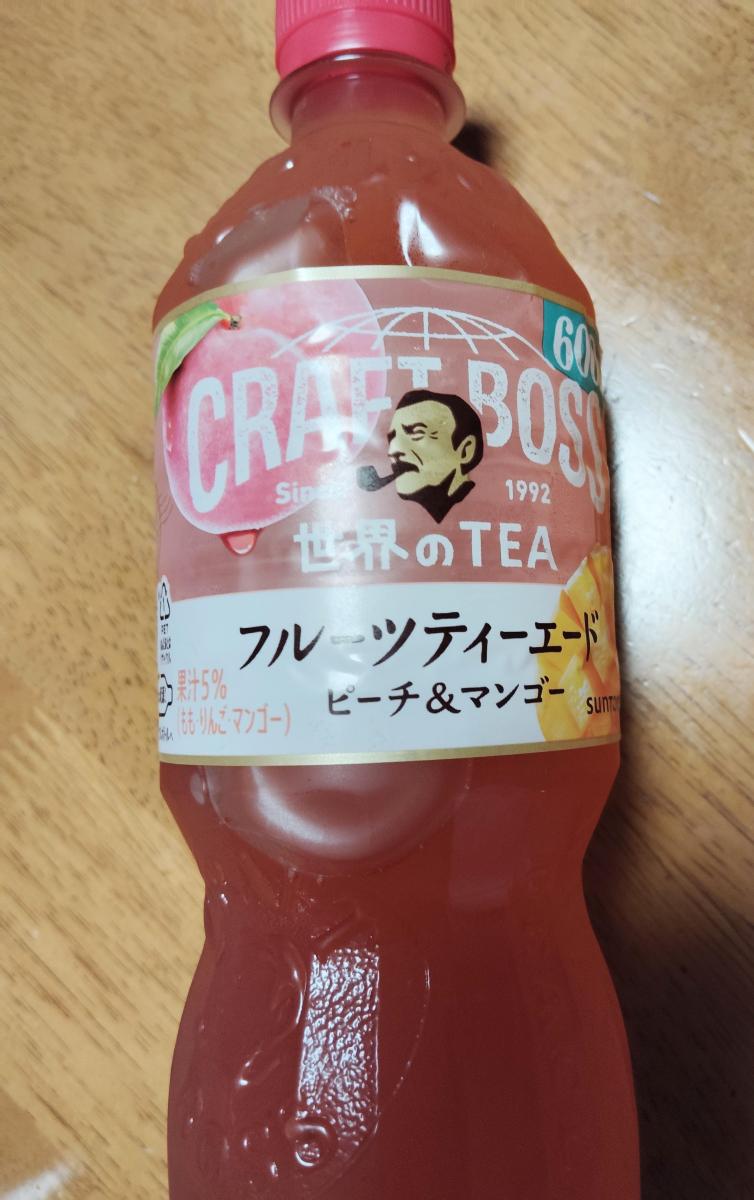 600
CRAFT BOSS
Since 1992
世界のTEA
フルーツティーエード
ピーチ&マンゴー
果汁5%
(もも・りんご・マンゴー)
PET